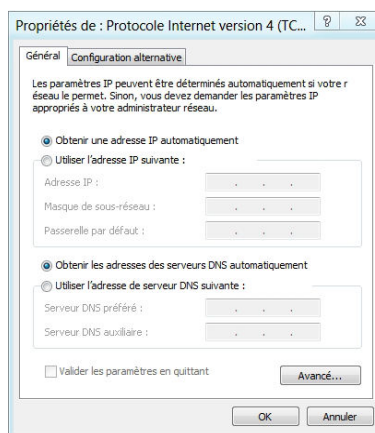 Propriétés de : Protocole Internet version 4 (TC...
Général
Configuration alternative
Les paramètres IP peuvent être déterminés automatiquement si votre r
éseau le permet. Sinon, vous devez demander les paramètres IP
appropriés à votre administrateur réseau.
Obtenir une adresse IP automatiquement
Utiliser l'adresse IP suivante :
Adresse IP :
Masque de sous-réseau :
Passerelle par défaut :
Obtenir les adresses des serveurs DNS automatiquement
Utiliser l'adresse de serveur DNS suivante :
Serveur DNS préféré :
Serveur DNS auxiliaire :
Valider les paramètres en quittant
Avancé...
OK
Annuler